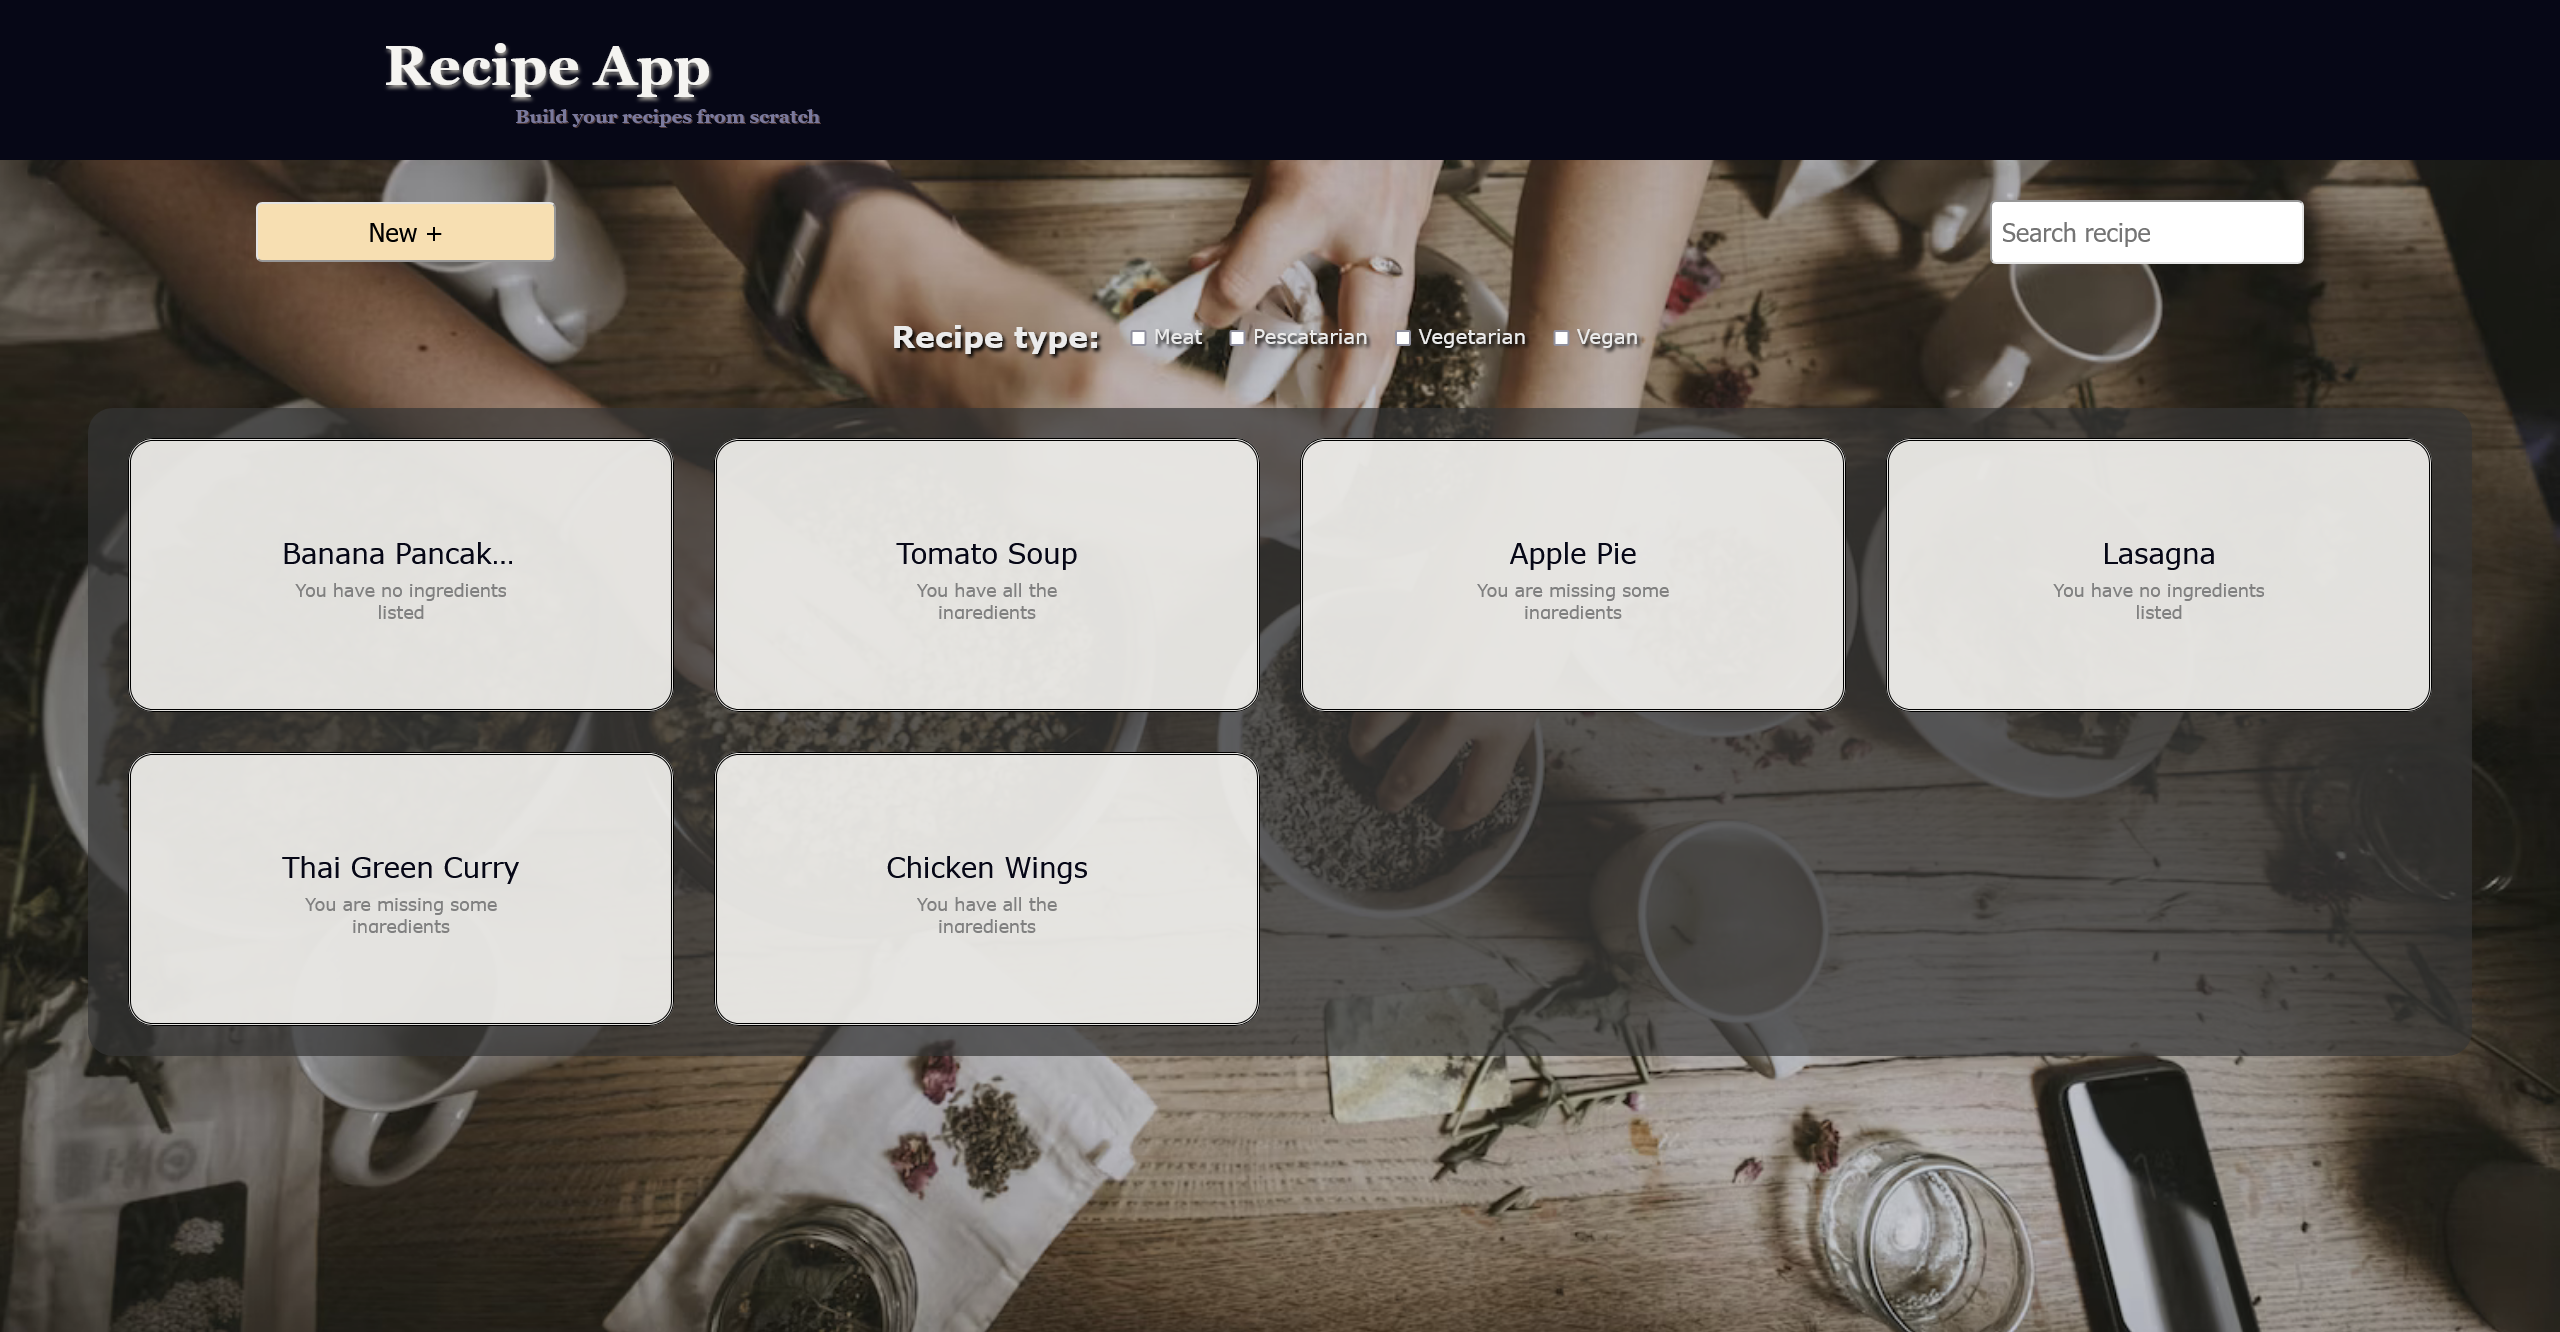 Recipe App
Build your recipes from scratch
New +
Search recipe
Recipe type: Meat Pescatarian Vegetarian Vegan
Banana Pancak...
You have no ingredients
listed
Tomato Soup
You have all the
ingredients
Apple Pie
You are missing some
ingredients
Lasagna
You have no ingredients
listed
Thai Green Curry
You are missing some
ingredients
Chicken Wings
You have all the
ingredients